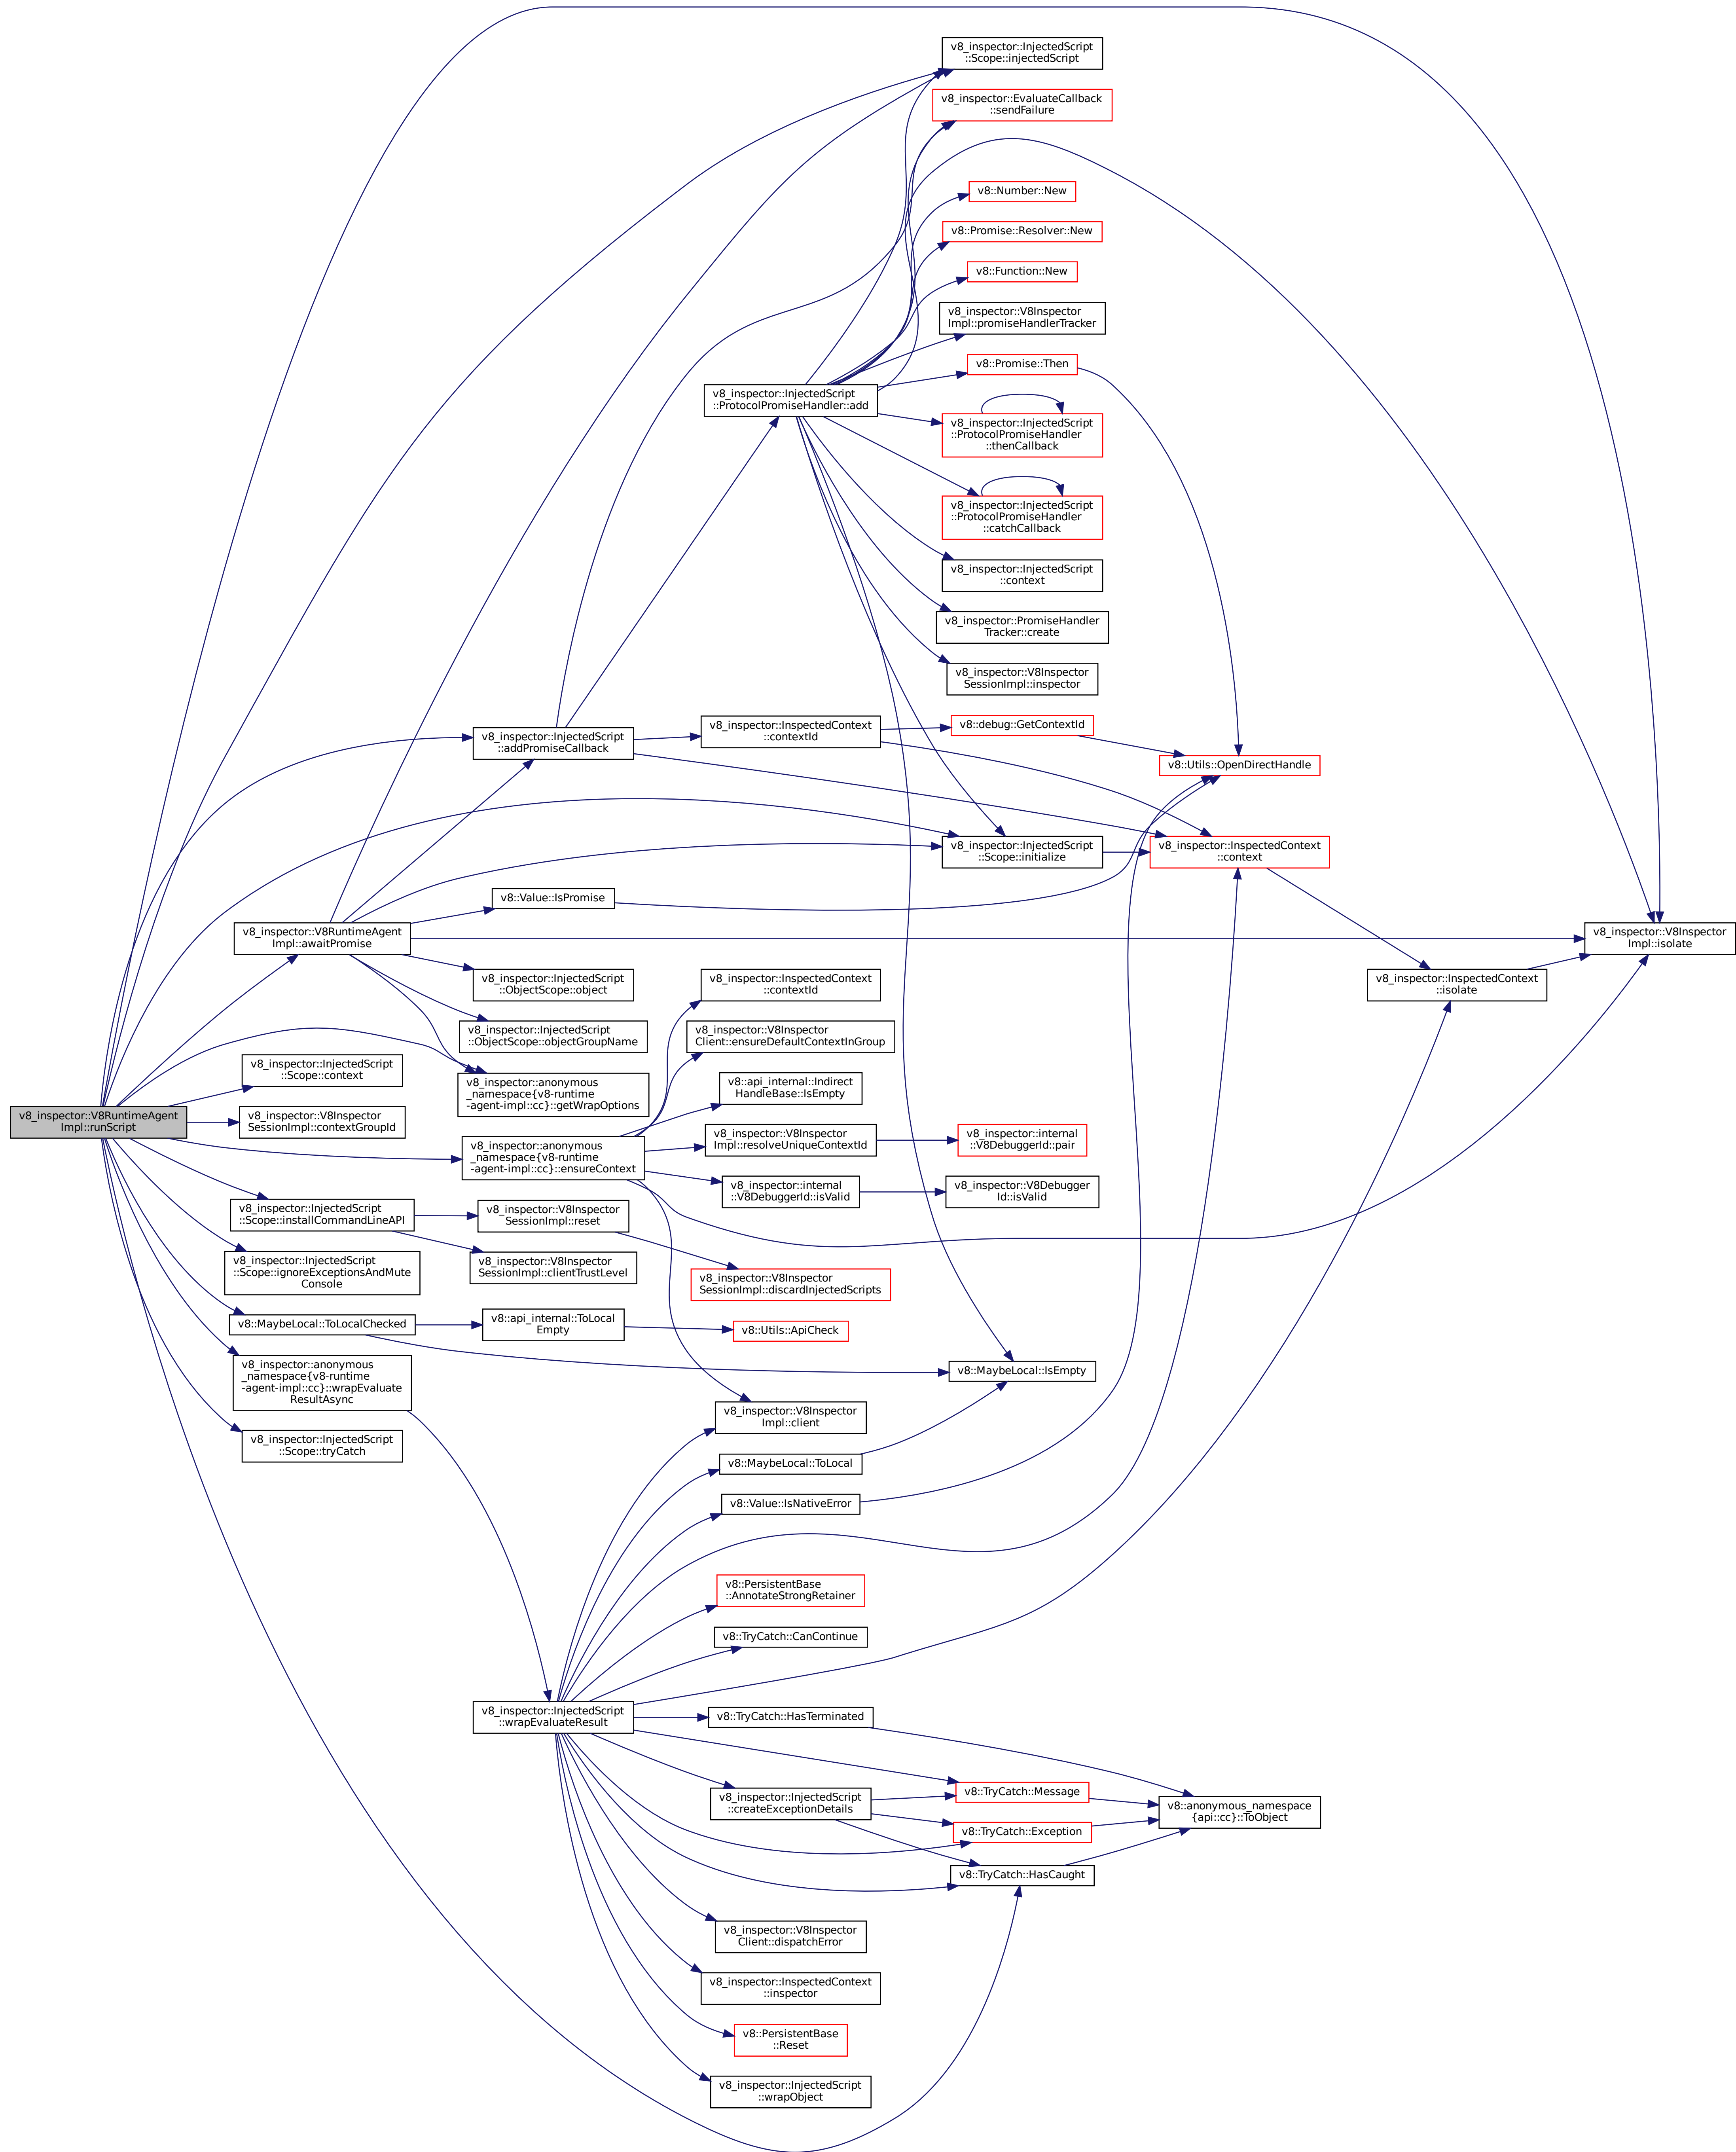 v8_inspector::InjectedScript
::Scope::injectedScript
v8_inspector::EvaluateCallback
::sendFailure
v8::Number::New
v8::Promise::Resolver::New
v8::Function::New
v8_inspector::V8Inspector
Impl::promiseHandlerTracker
v8::Promise::Then
v8_inspector::InjectedScript
::ProtocolPromiseHandler::add
v8_inspector::InjectedScript
::ProtocolPromiseHandler
::thenCallback
v8_inspector::InjectedScript
::ProtocolPromiseHandler
::catchCallback
v8_inspector::InjectedScript
::context
v8_inspector::PromiseHandler
Tracker::create
v8_inspector::V8Inspector
SessionImpl::inspector
v8_inspector::InjectedScript
::addPromiseCallback
v8_inspector::InspectedContext
::contextId
v8::debug::GetContextId
v8::Utils::OpenDirectHandle
v8_inspector::InjectedScript
::Scope::initialize
v8_inspector::InspectedContext
::context
v8::Value::IsPromise
v8_inspector::V8RuntimeAgent
Impl::awaitPromise
v8_inspector::V8Inspector
Impl::isolate
v8_inspector::InjectedScript
::ObjectScope::object
v8_inspector::InspectedContext
::contextId
v8_inspector::InspectedContext
::isolate
v8_inspector::InjectedScript
::ObjectScope::objectGroupName
v8_inspector::V8Inspector
Client::ensureDefaultContextInGroup
v8_inspector::InjectedScript
::Scope::context
v8_inspector::anonymous
_namespace{v8-runtime
-agent-impl::cc}::getWrapOptions
v8::api_internal::Indirect
HandleBase::IsEmpty
v8_inspector::V8RuntimeAgent
Impl::runScript
v8_inspector::V8Inspector
SessionImpl::contextGroupId
v8_inspector::anonymous
_namespace{v8-runtime
-agent-impl::cc}::ensureContext
v8_inspector::V8Inspector
Impl::resolveUniqueContextId
v8_inspector::internal
::V8DebuggerId::pair
v8_inspector::internal
::V8DebuggerId::isValid
v8_inspector::V8Debugger
Id::isValid
v8_inspector::InjectedScript
::Scope::installCommandLineAPI
v8_inspector::V8Inspector
SessionImpl::reset
v8_inspector::InjectedScript
::Scope::ignoreExceptionsAndMute
Console
v8_inspector::V8Inspector
SessionImpl::clientTrustLevel
v8_inspector::V8Inspector
SessionImpl::discardInjectedScripts
v8::MaybeLocal::ToLocalChecked
v8::api_internal::ToLocal
Empty
v8::Utils::ApiCheck
v8_inspector::anonymous
_namespace{v8-runtime
-agent-impl::cc}::wrapEvaluate
ResultAsync
v8::MaybeLocal::IsEmpty
v8_inspector::V8Inspector
Impl::client
v8_inspector::InjectedScript
::Scope::tryCatch
v8::MaybeLocal::ToLocal
v8::Value::IsNativeError
v8::PersistentBase
::AnnotateStrongRetainer
v8::TryCatch::CanContinue
v8_inspector::InjectedScript
::wrapEvaluateResult
v8::TryCatch::HasTerminated
v8_inspector::InjectedScript
::createExceptionDetails
v8::TryCatch::Message
v8::anonymous_namespace
{api::cc}::ToObject
v8::TryCatch::Exception
v8::TryCatch::HasCaught
v8_inspector::V8Inspector
Client::dispatchError
v8_inspector::InspectedContext
::inspector
v8::PersistentBase
::Reset
v8_inspector::InjectedScript
::wrapObject